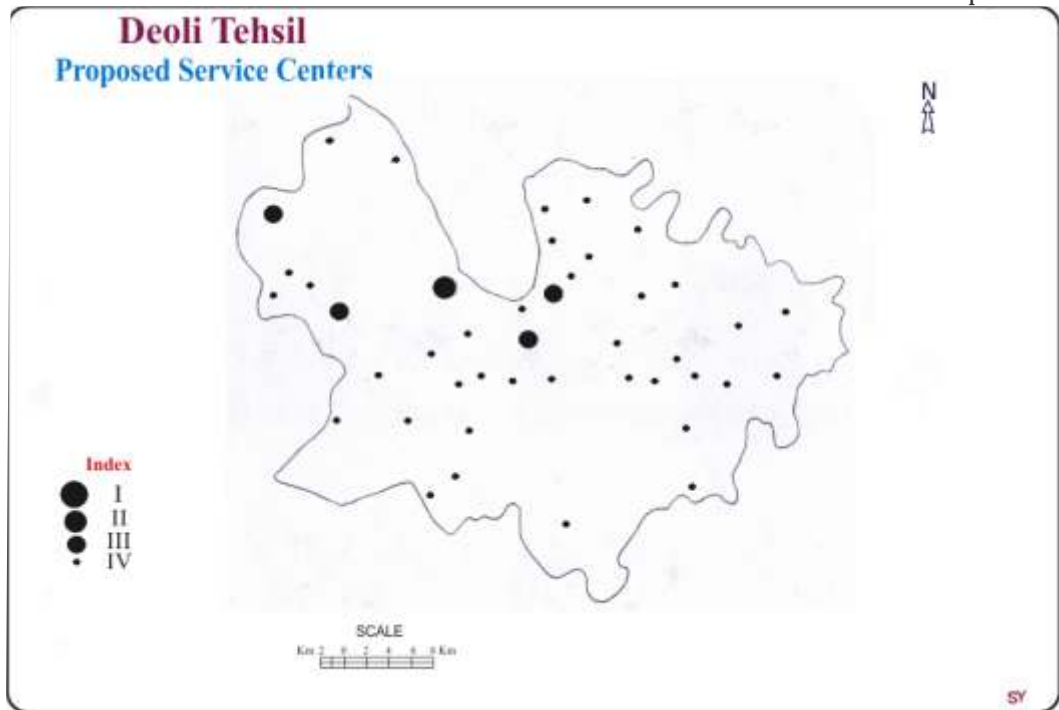 Deoli Tehsil
Proposed Service Centers
N
Index
I
II
III
IV
SCALE
Km 2 0 2 4 6 8 Km
SY